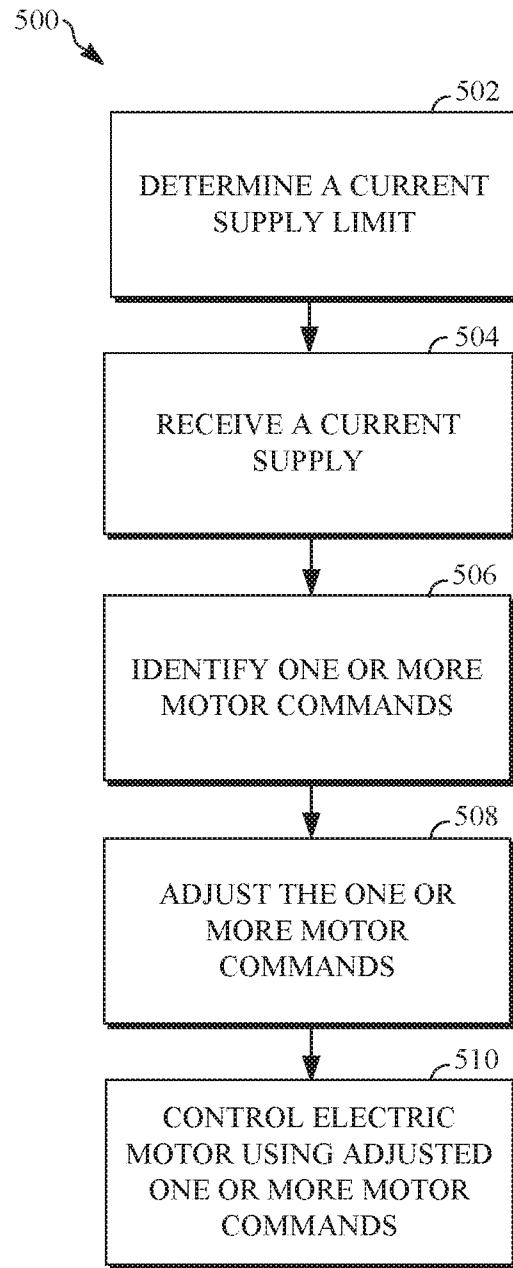 500
502
DETERMINE A CURRENT
SUPPLY LIMIT
504
RECEIVE A CURRENT
SUPPLY
506
IDENTIFY ONE OR MORE
MOTOR COMMANDS
508
ADJUST THE ONE OR
MORE MOTOR
COMMANDS
510
CONTROL ELECTRIC
MOTOR USING ADJUSTED
ONE OR MORE MOTOR
COMMANDS